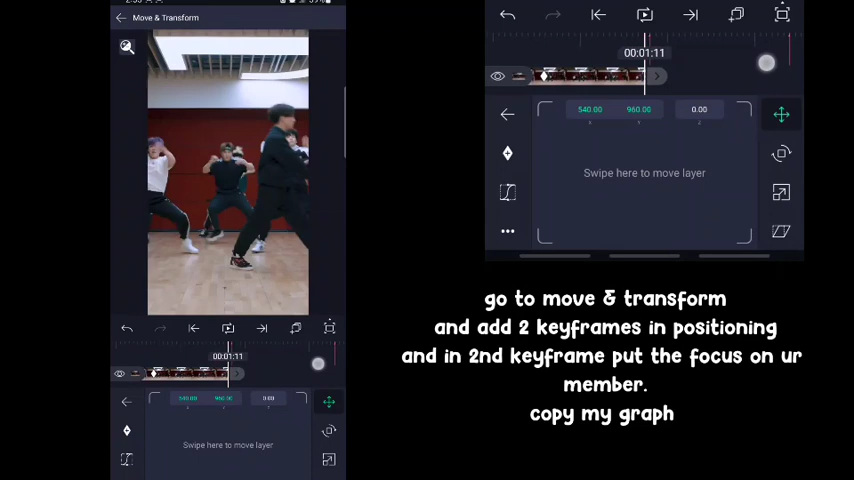 Move & Transform
00:01:11
540.00 960.00 0.00
X Y Z
Swipe here to move layer
go to move & transform
and add 2 keyframes in positioning
and in 2nd keyframe put the focus on ur
member.
copy my graph
00:01:11
540.00 960.00 0.00
Swipe here to move layer